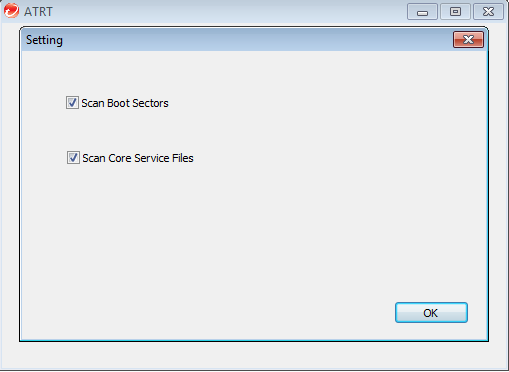 ATRT
Setting
Scan Boot Sectors
Scan Core Service Files
OK